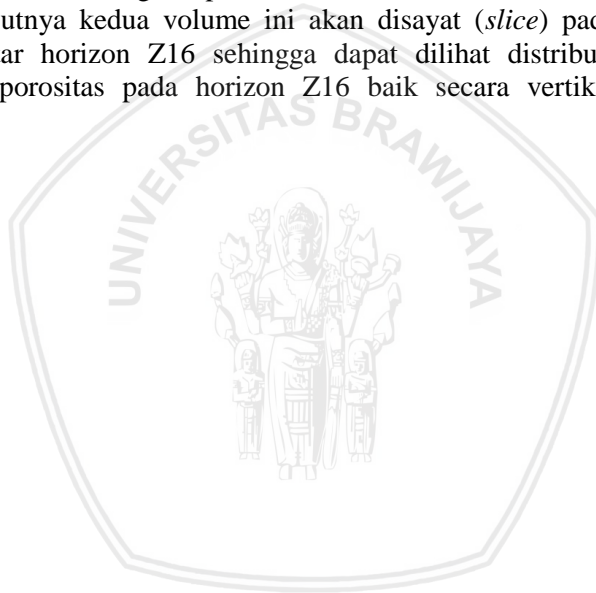 utnya kedua volume ini akan disayat (slice) pad
ar horizon Z16 sehingga dapat dilihat distribu
porositas pada horizon Z16 baik secara vertik
UNIVERSITAS BRAWIJAYA